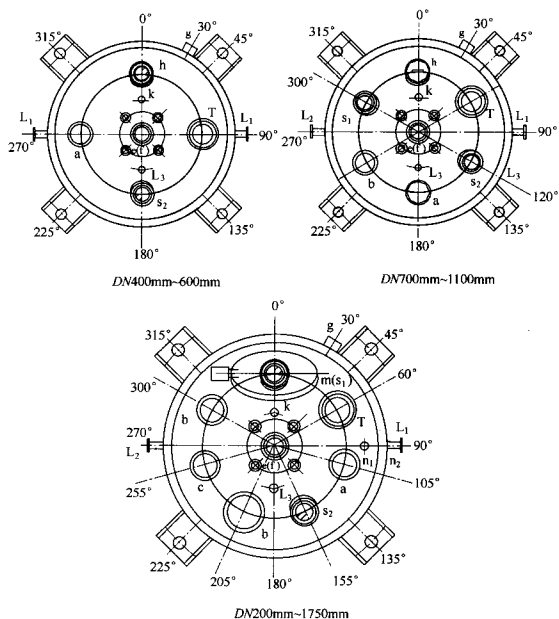 0°
g
30°
315°
45°
h
k
T
L₁
L₁
90°
270°
a
e(f)
L₃
s₂
225°
135°
180°
DN400mm~600mm
0°
g
30°
315°
45°
h
300°
k
T
s₁
L₂
L₁
270°
90°
e(f)
b
L₃
s₂
L₃
120°
a
225°
135°
180°
DN700mm~1100mm
0°
g
30°
315°
45°
m(s₁)
60°
300°
k
b
T
270°
L₁
90°
L₂
e(f)
n₁
n₂
255°
c
a
105°
L₃
s₂
b
225°
135°
205°
180°
155°
DN200mm~1750mm